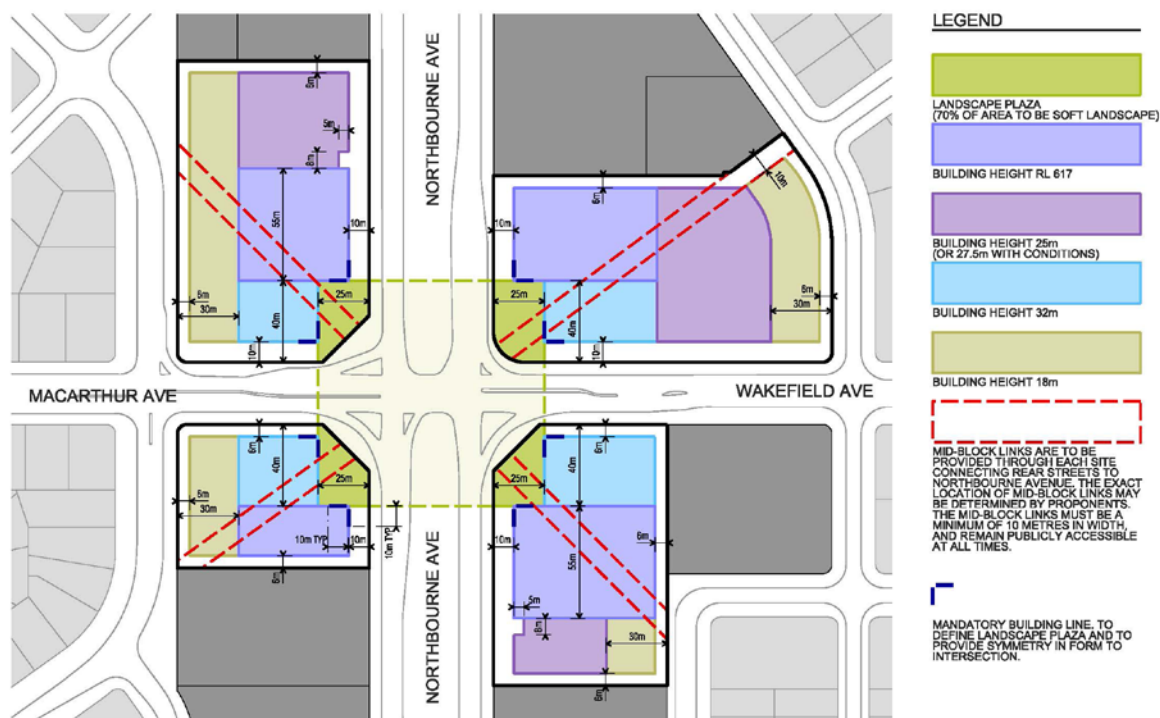 LEGEND
LANDSCAPE PLAZA
(70% OF AREA TO BE SOFT LANDSCAPE)
BUILDING HEIGHT RL 617
BUILDING HEIGHT 25m
(OR 27.5m WITH CONDITIONS)
BUILDING HEIGHT 32m
BUILDING HEIGHT 18m
MID-BLOCK LINKS ARE TO BE
PROVIDED THROUGH EACH SITE
CONNECTING REAR STREETS TO
NORTHBOURNE AVENUE. THE EXACT
LOCATION OF MID-BLOCK LINKS MAY
BE DETERMINED BY PROPONENTS.
THE MID-BLOCK LINKS MUST BE A
MINIMUM OF 10 METRES IN WIDTH,
AND REMAIN PUBLICLY ACCESSIBLE
AT ALL TIMES.
MANDATORY BUILDING LINE. TO
DEFINE LANDSCAPE PLAZA AND TO
PROVIDE SYMMETRY IN FORM TO
INTERSECTION.
NORTHBOURNE AVE
6m
5m
8m
55m
10m
6m
30m
40m
25m
10m
6m
10m
10m
25m
40m
10m
6m
30m
MACARTHUR AVE
WAKEFIELD AVE
6m
40m
25m
6m
30m
10m TYP
10m
10m TYP
6m
NORTHBOURNE AVE
6m
40m
25m
10m
6m
55m
5m
8m
30m
6m